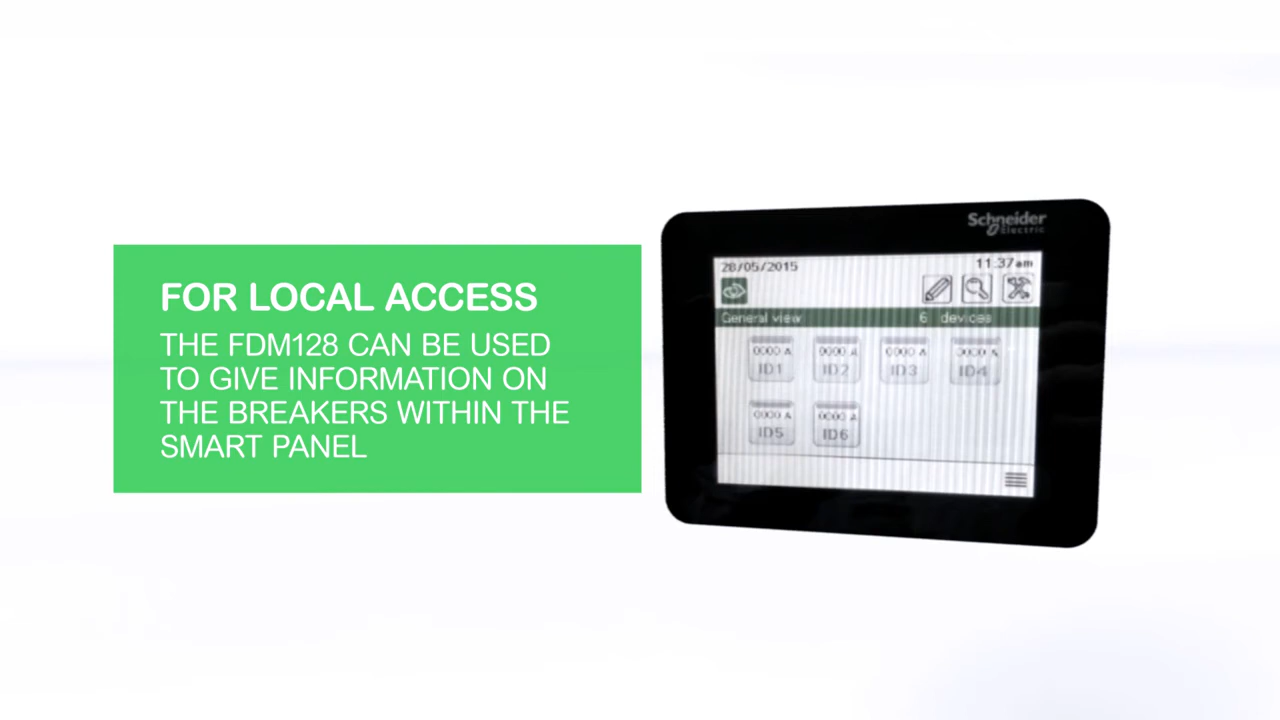 FOR LOCAL ACCESS
THE FDM128 CAN BE USED
TO GIVE INFORMATION ON
THE BREAKERS WITHIN THE
SMART PANEL
Schneider
Electric
28/05/2015 11:37am
General view 6 devices
0000 A 0000 A 0000 A 0000 A
ID1 ID2 ID3 ID4
0000 A 0000 A
ID5 ID6